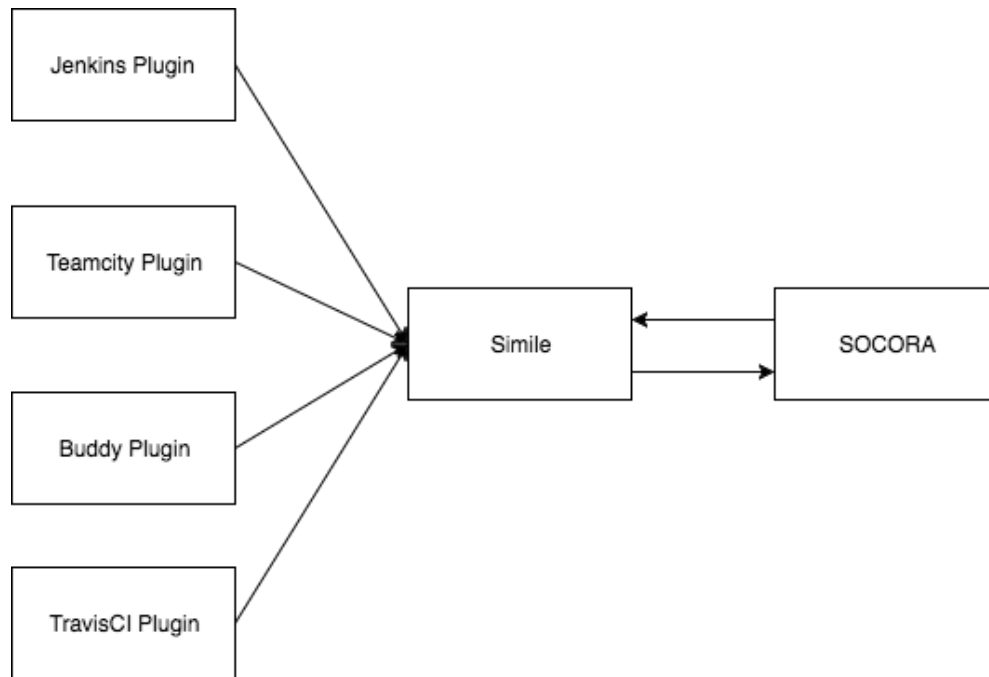 Jenkins Plugin
Teamcity Plugin
Simile
SOCORA
Buddy Plugin
TravisCI Plugin